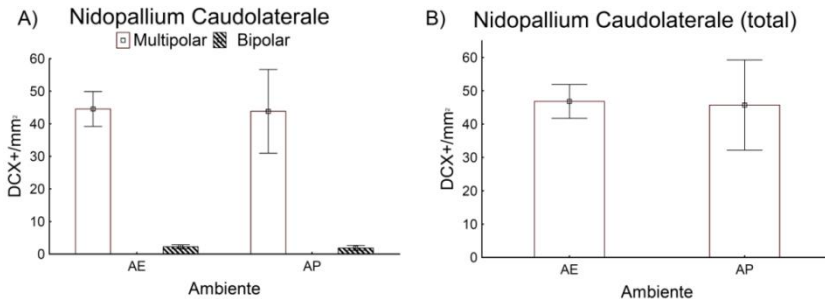 A) Nidopallium Caudolaterale
Multipolar Bipolar
60
50
40
30
20
10
0
DCX+/mm²
AE AP
Ambiente
B) Nidopallium Caudolaterale (total)
60
50
40
30
20
10
0
DCX+/mm²
AE AP
Ambiente